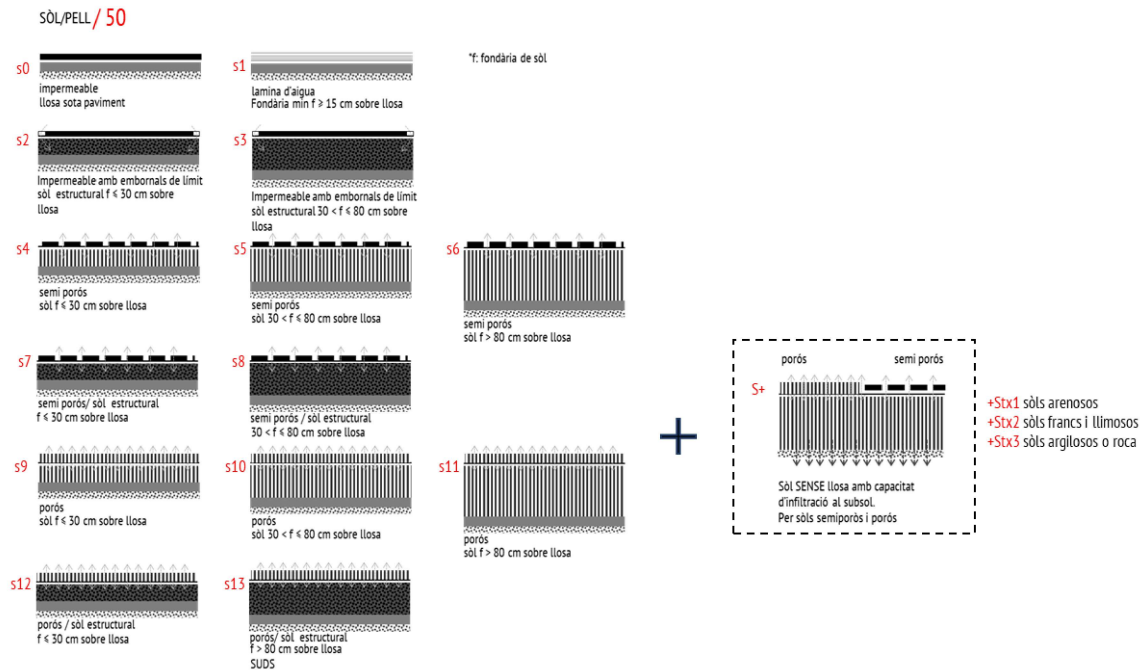 SÒL/PELL / 50
s0
impermeable
llosa sota paviment
s1
lamina d'aigua
Fondària min f ≥ 15 cm sobre llosa
*f: fondària de sòl
s2
Impermeable amb embornals de límit
sòl estructural f ≤ 30 cm sobre
llosa
s3
Impermeable amb embornals de límit
sòl estructural 30 < f ≤ 80 cm sobre
llosa
s4
semi porós
sòl f ≤ 30 cm sobre llosa
s5
semi porós
sòl 30 < f ≤ 80 cm sobre llosa
s6
semi porós
sòl f > 80 cm sobre llosa
s7
semi porós/ sòl estructural
f ≤ 30 cm sobre llosa
s8
semi porós / sòl estructural
30 < f ≤ 80 cm sobre llosa
s9
porós
sòl f ≤ 30 cm sobre llosa
s10
porós
sòl 30 < f ≤ 80 cm sobre llosa
s11
porós
sòl f > 80 cm sobre llosa
s12
porós / sòl estructural
f ≤ 30 cm sobre llosa
s13
porós/ sòl estructural
f > 80 cm sobre llosa
SUDS
+
porós
semi porós
S+
Sòl SENSE llosa amb capacitat
d'infiltració al subsol.
Per sòls semiporòs i porós
+Stx1 sòls arenosos
+Stx2 sòls francs i llimosos
+Stx3 sòls argilosos o roca